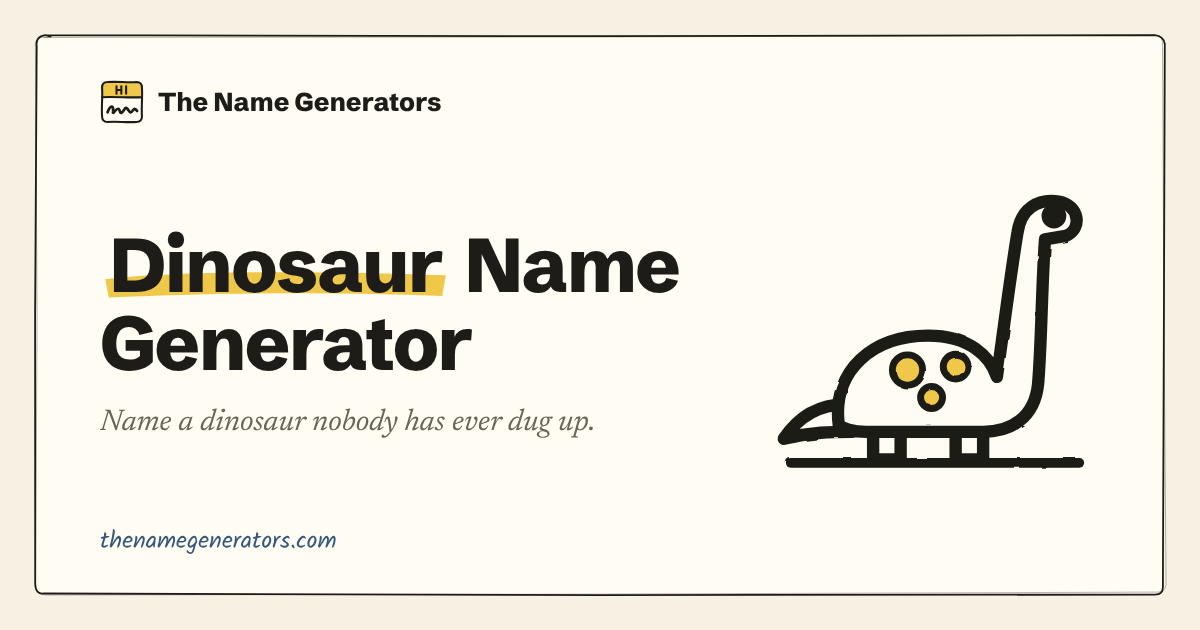 HI
The Name Generators
Dinosaur Name
Generator
Name a dinosaur nobody has ever dug up.
thenamegenerators.com